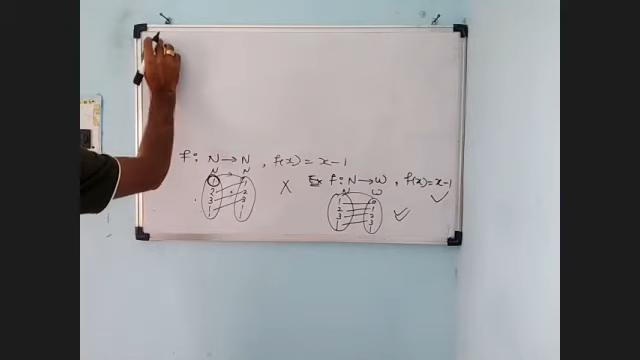 f: N → N , f(x) = x-1
N N
1 1
2 2
3 3
X
Ex f: N → W , f(x) = x-1
N W
1 0
2 1
3 2
3